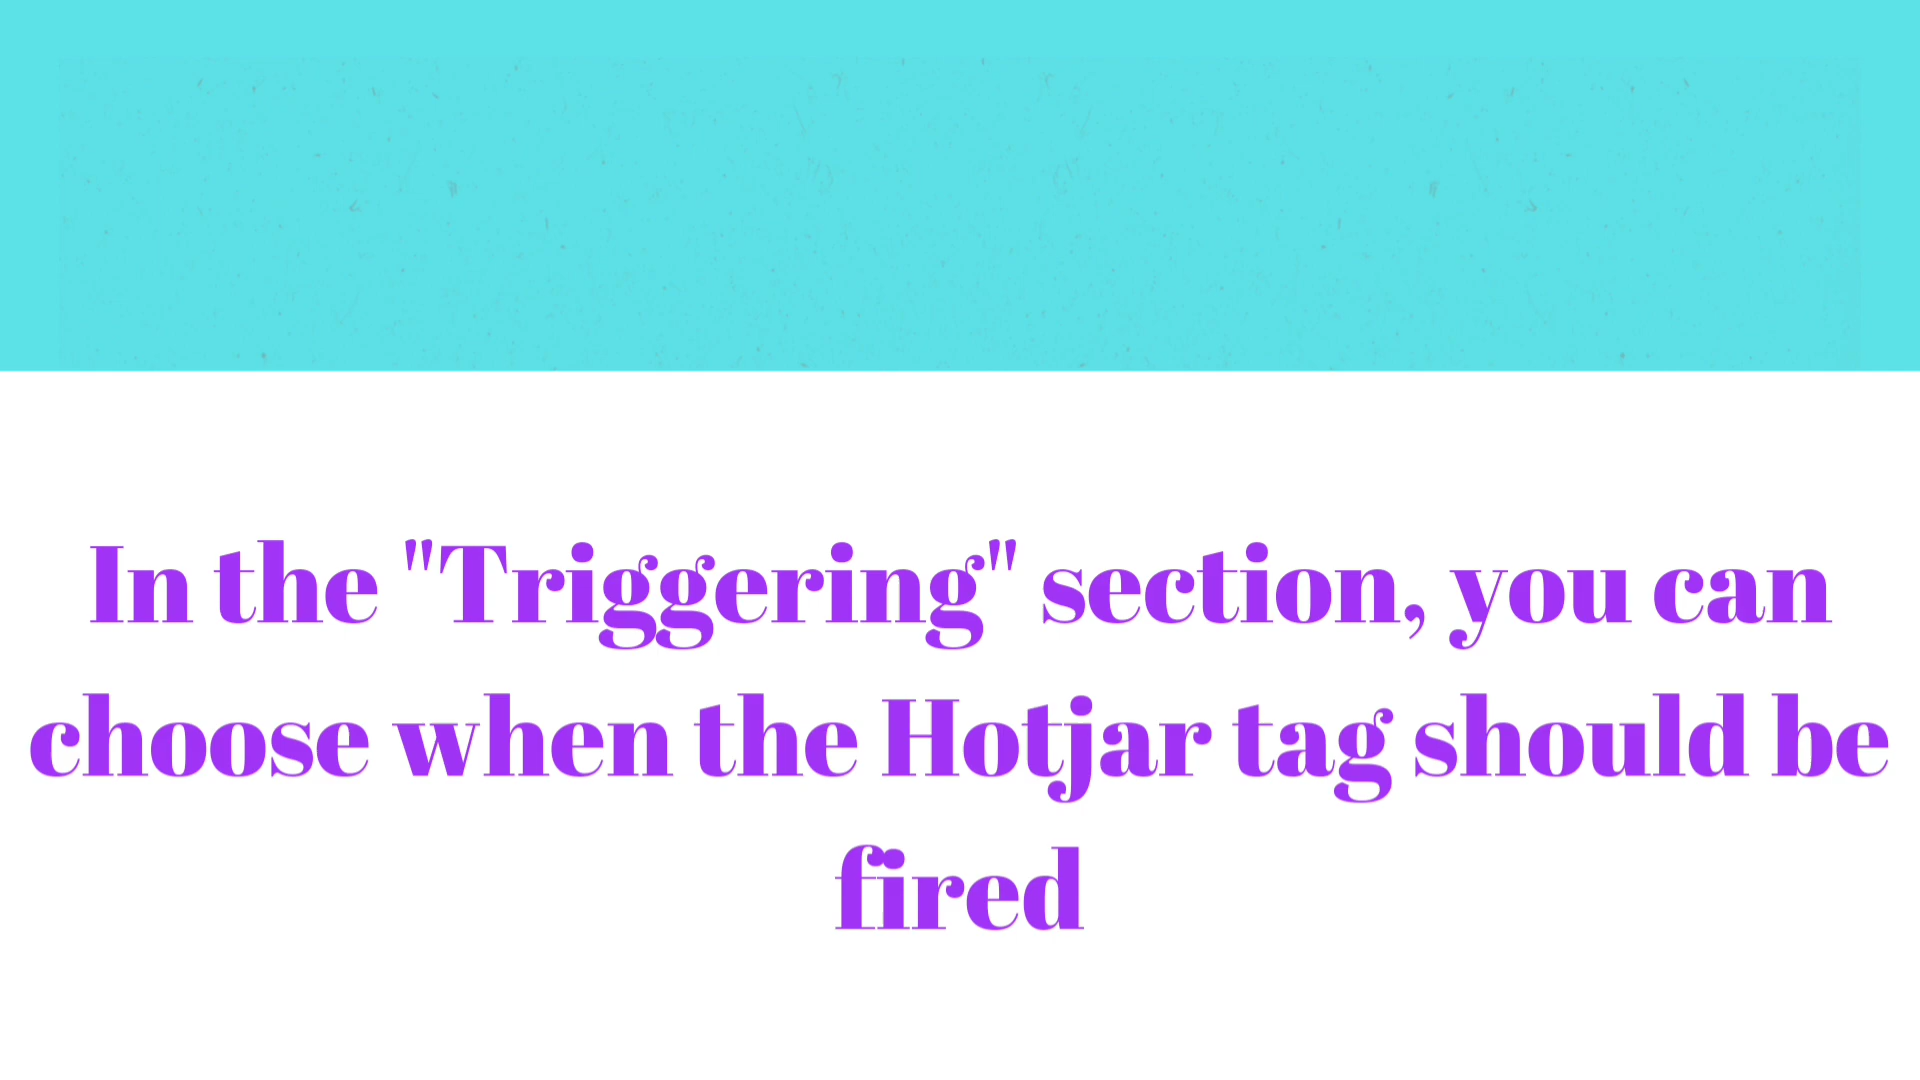 In the "Triggering" section, you can
choose when the Hotjar tag should be
fired